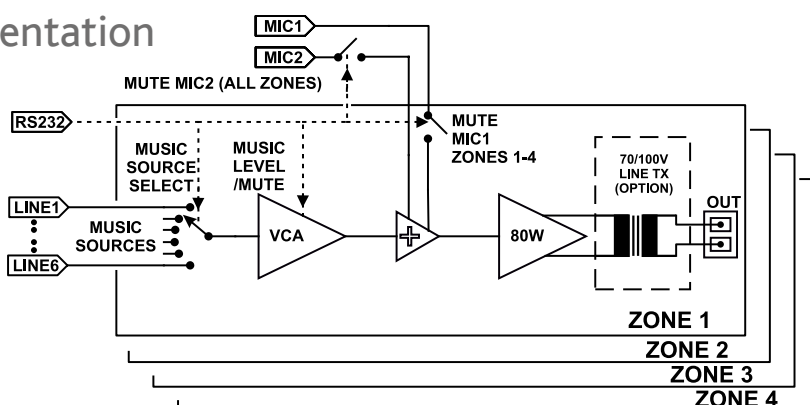 entation
MIC1
MIC2
MUTE MIC2 (ALL ZONES)
RS232
MUTE
MIC1
ZONES 1-4
MUSIC
SOURCE
SELECT
MUSIC
LEVEL
/MUTE
70/100V
LINE TX
(OPTION)
OUT
LINE1
MUSIC
SOURCES
LINE6
VCA
80W
ZONE 1
ZONE 2
ZONE 3
ZONE 4